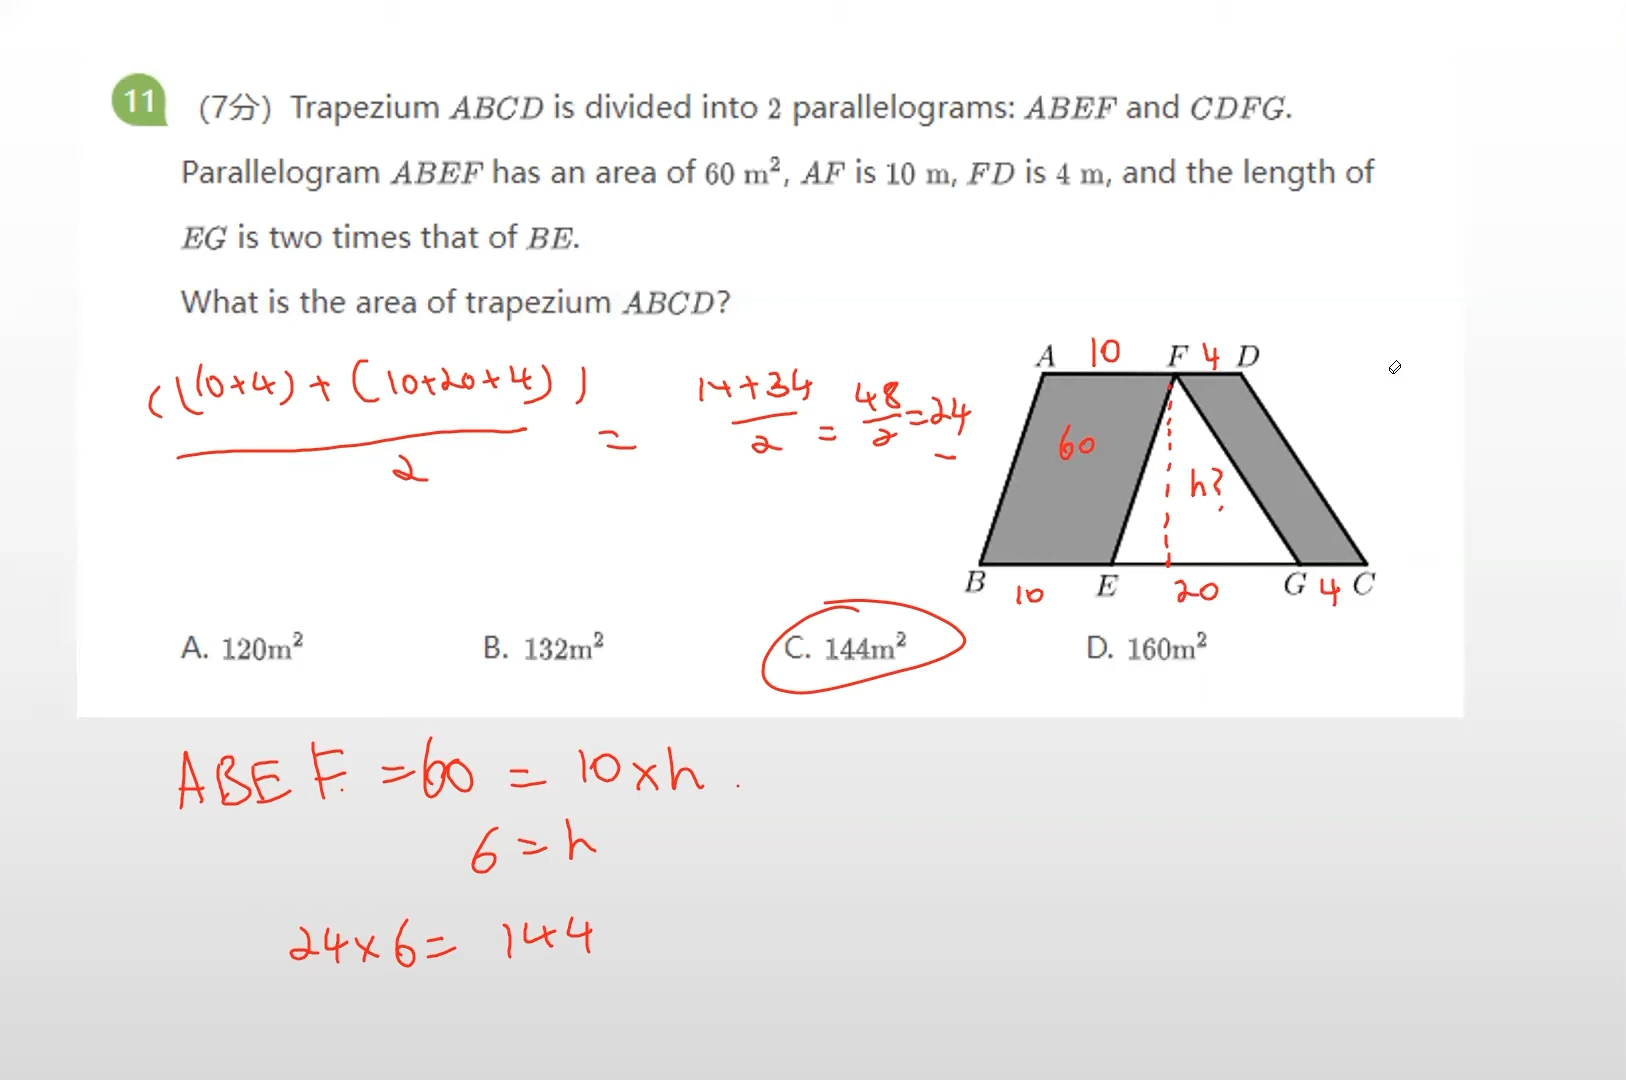 11 (7分) Trapezium ABCD is divided into 2 parallelograms: ABEF and CDFG.
Parallelogram ABEF has an area of 60 m², AF is 10 m, FD is 4 m, and the length of
EG is two times that of BE.
What is the area of trapezium ABCD?
((10+4) + (10+20+4)) / 2 = 14+34 / 2 = 48 / 2 = 24
A 10 F 4 D
60
h?
B 10 E 20 G 4 C
A. 120m² B. 132m² C. 144m² D. 160m²
ABEF = 60 = 10×h.
6 = h
24×6 = 144